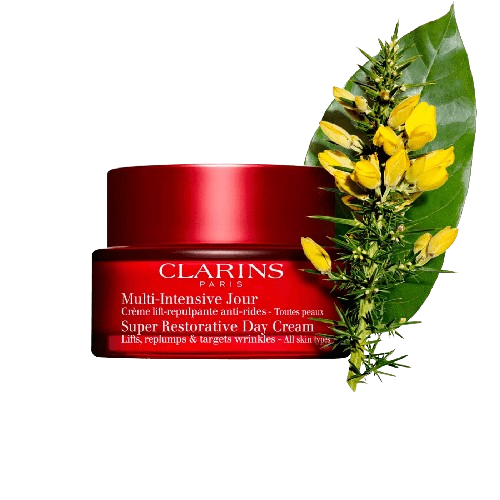 CLARINS
PARIS
Multi-Intensive Jour
Crème lift-repulpante anti-rides - Toutes peaux
Super Restorative Day Cream
Lifts, replumps & targets wrinkles - All skin types